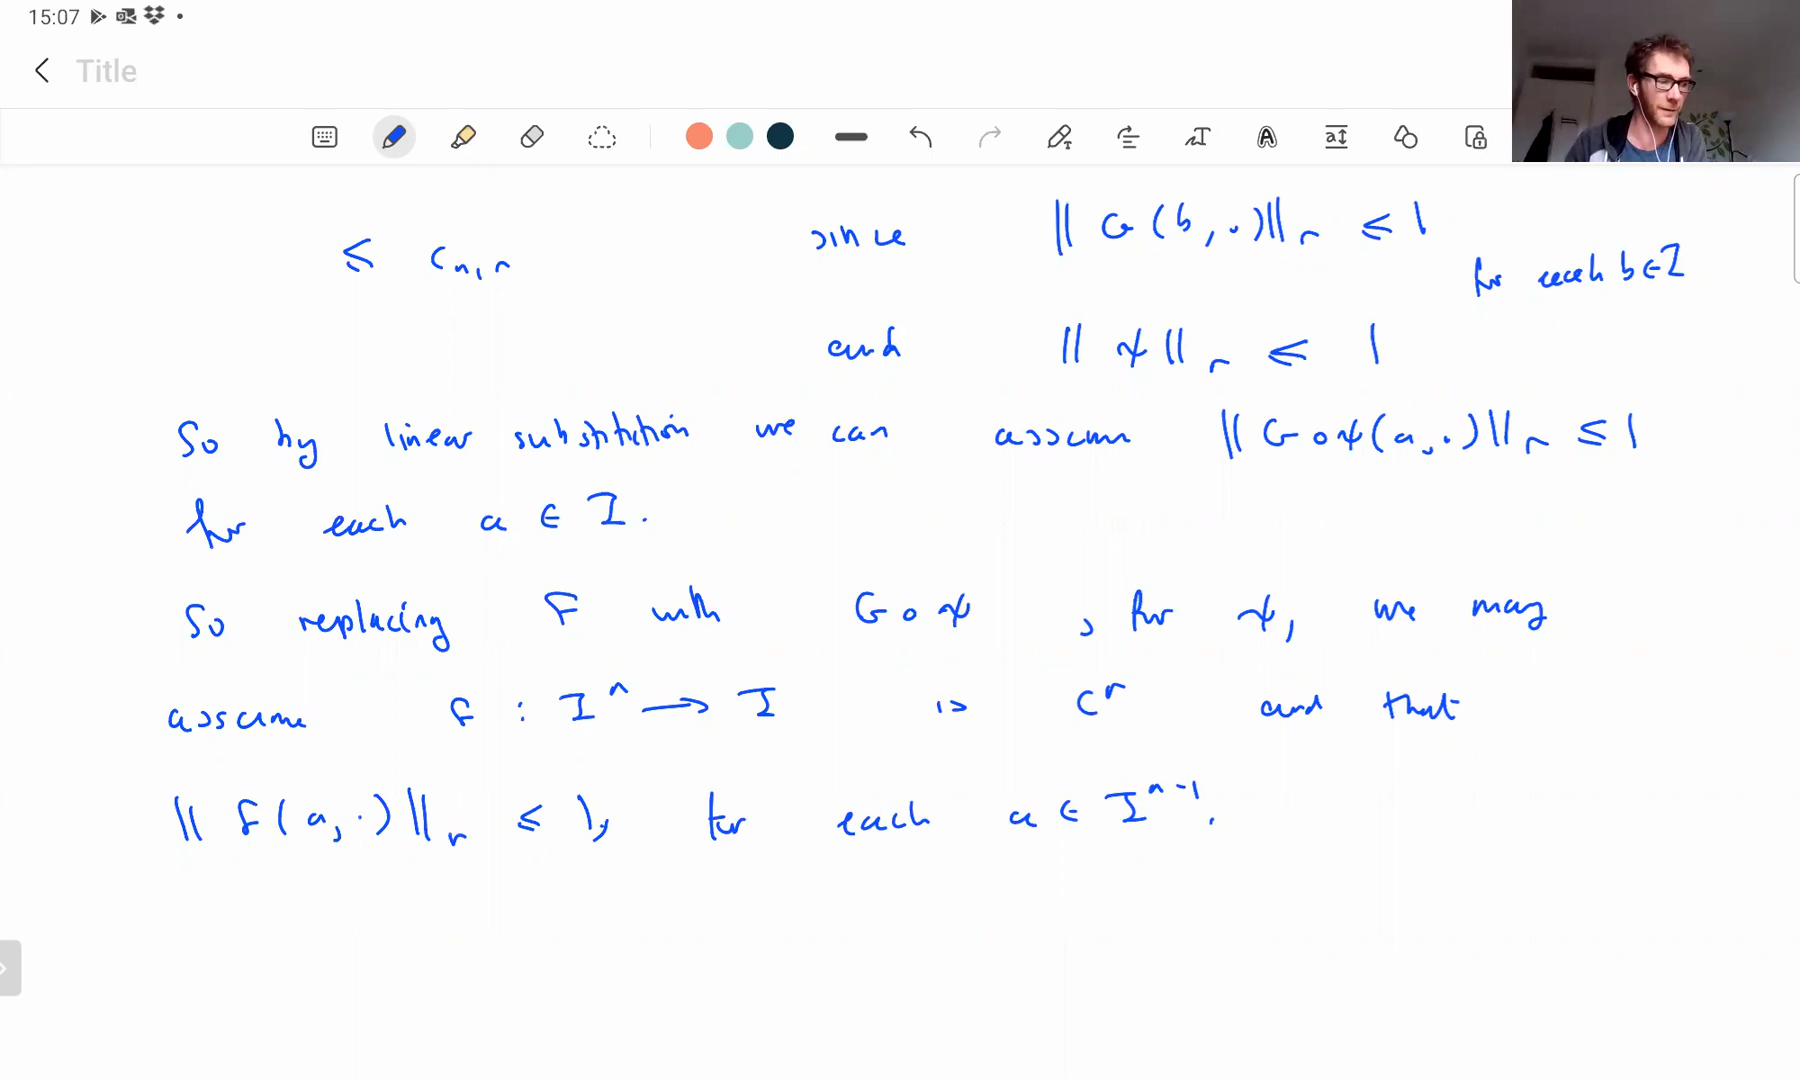 15:07
Title
≤ c_{n,r} since ‖G(b,·)‖_r ≤ 1
for each b ∈ I
and ‖ψ‖_r ≤ 1
So by linear substitution we can assume ‖G∘ψ(a,·)‖_r ≤ 1
for each a ∈ I.
So replacing F with G∘ψ, for ψ, we may
assume F : I^n → I is C^r and that
‖F(a,·)‖_r ≤ 1, for each a ∈ I^{n-1}.